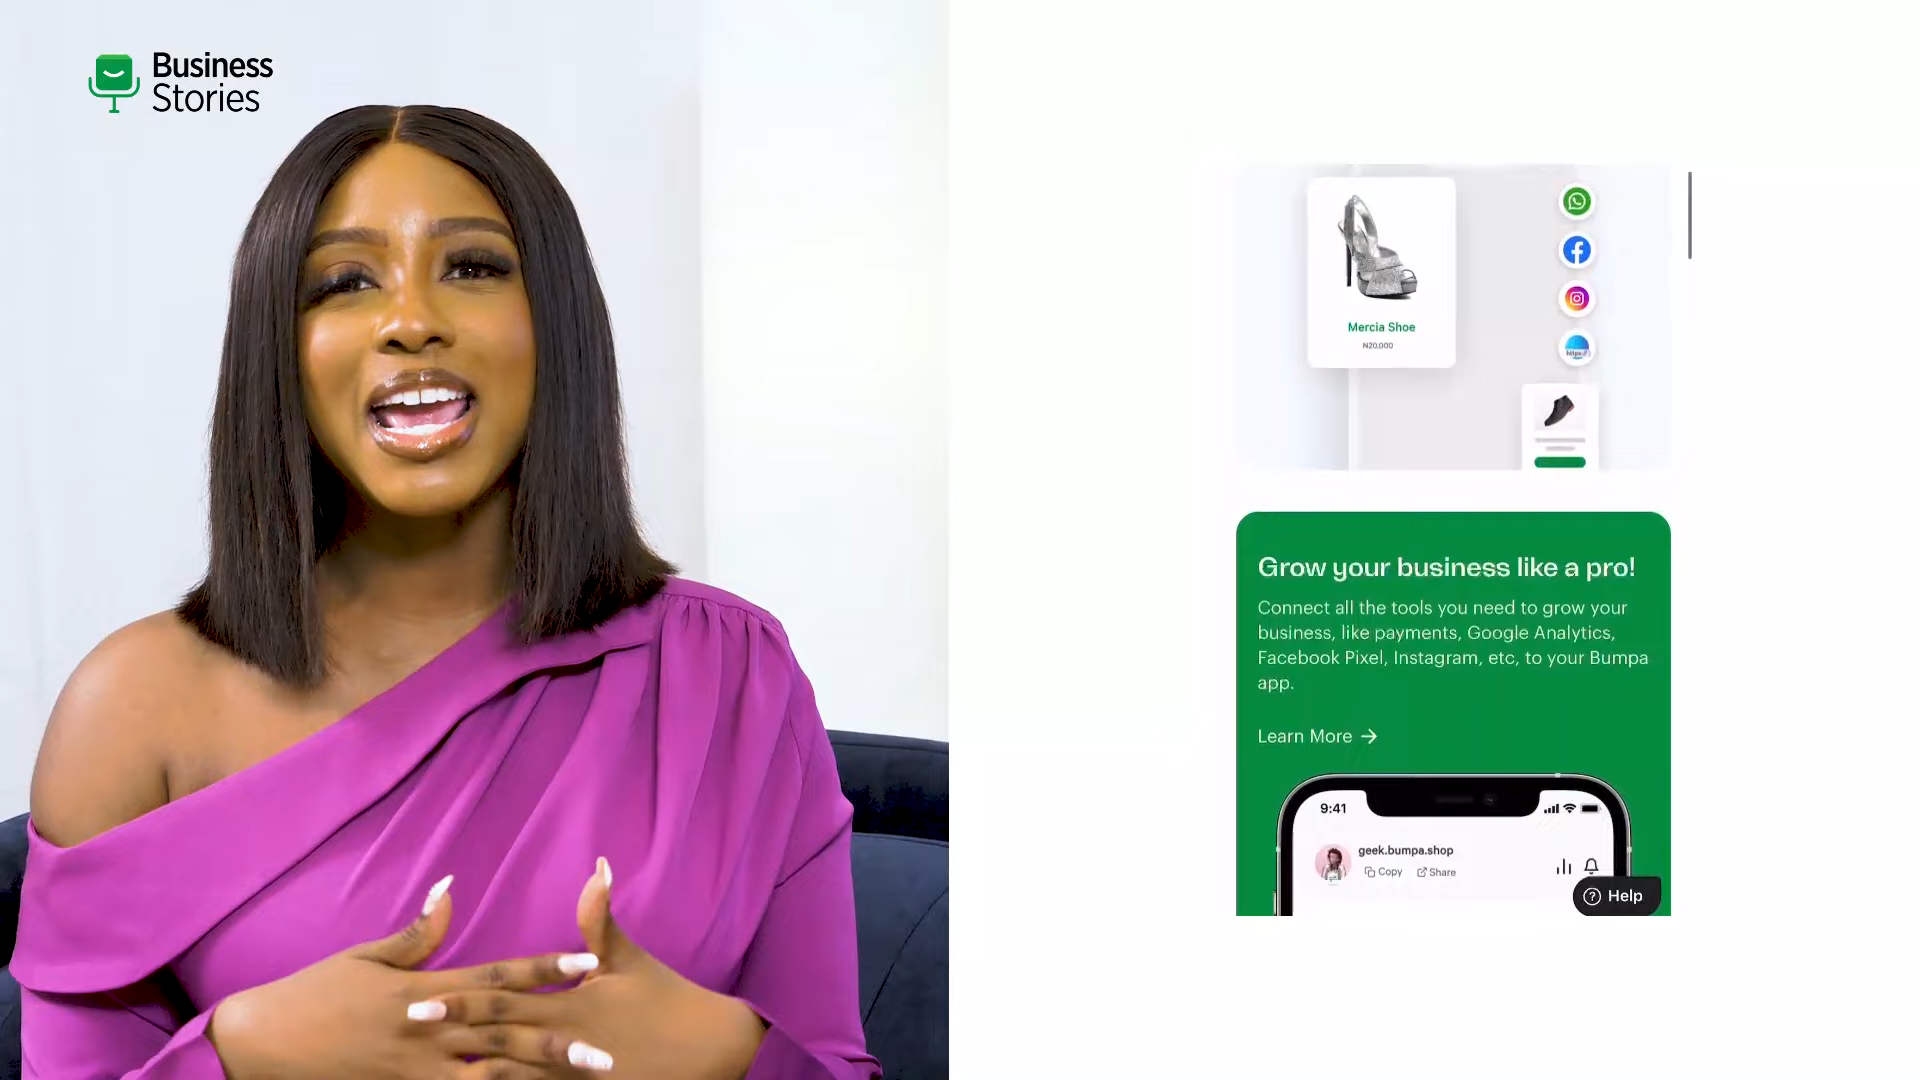 Business
Stories
Mercia Shoe
₦20,000
https://
Grow your business like a pro!
Connect all the tools you need to grow your
business, like payments, Google Analytics,
Facebook Pixel, Instagram, etc, to your Bumpa
app.
Learn More
9:41
geek.bumpa.shop
Copy
Share
Help